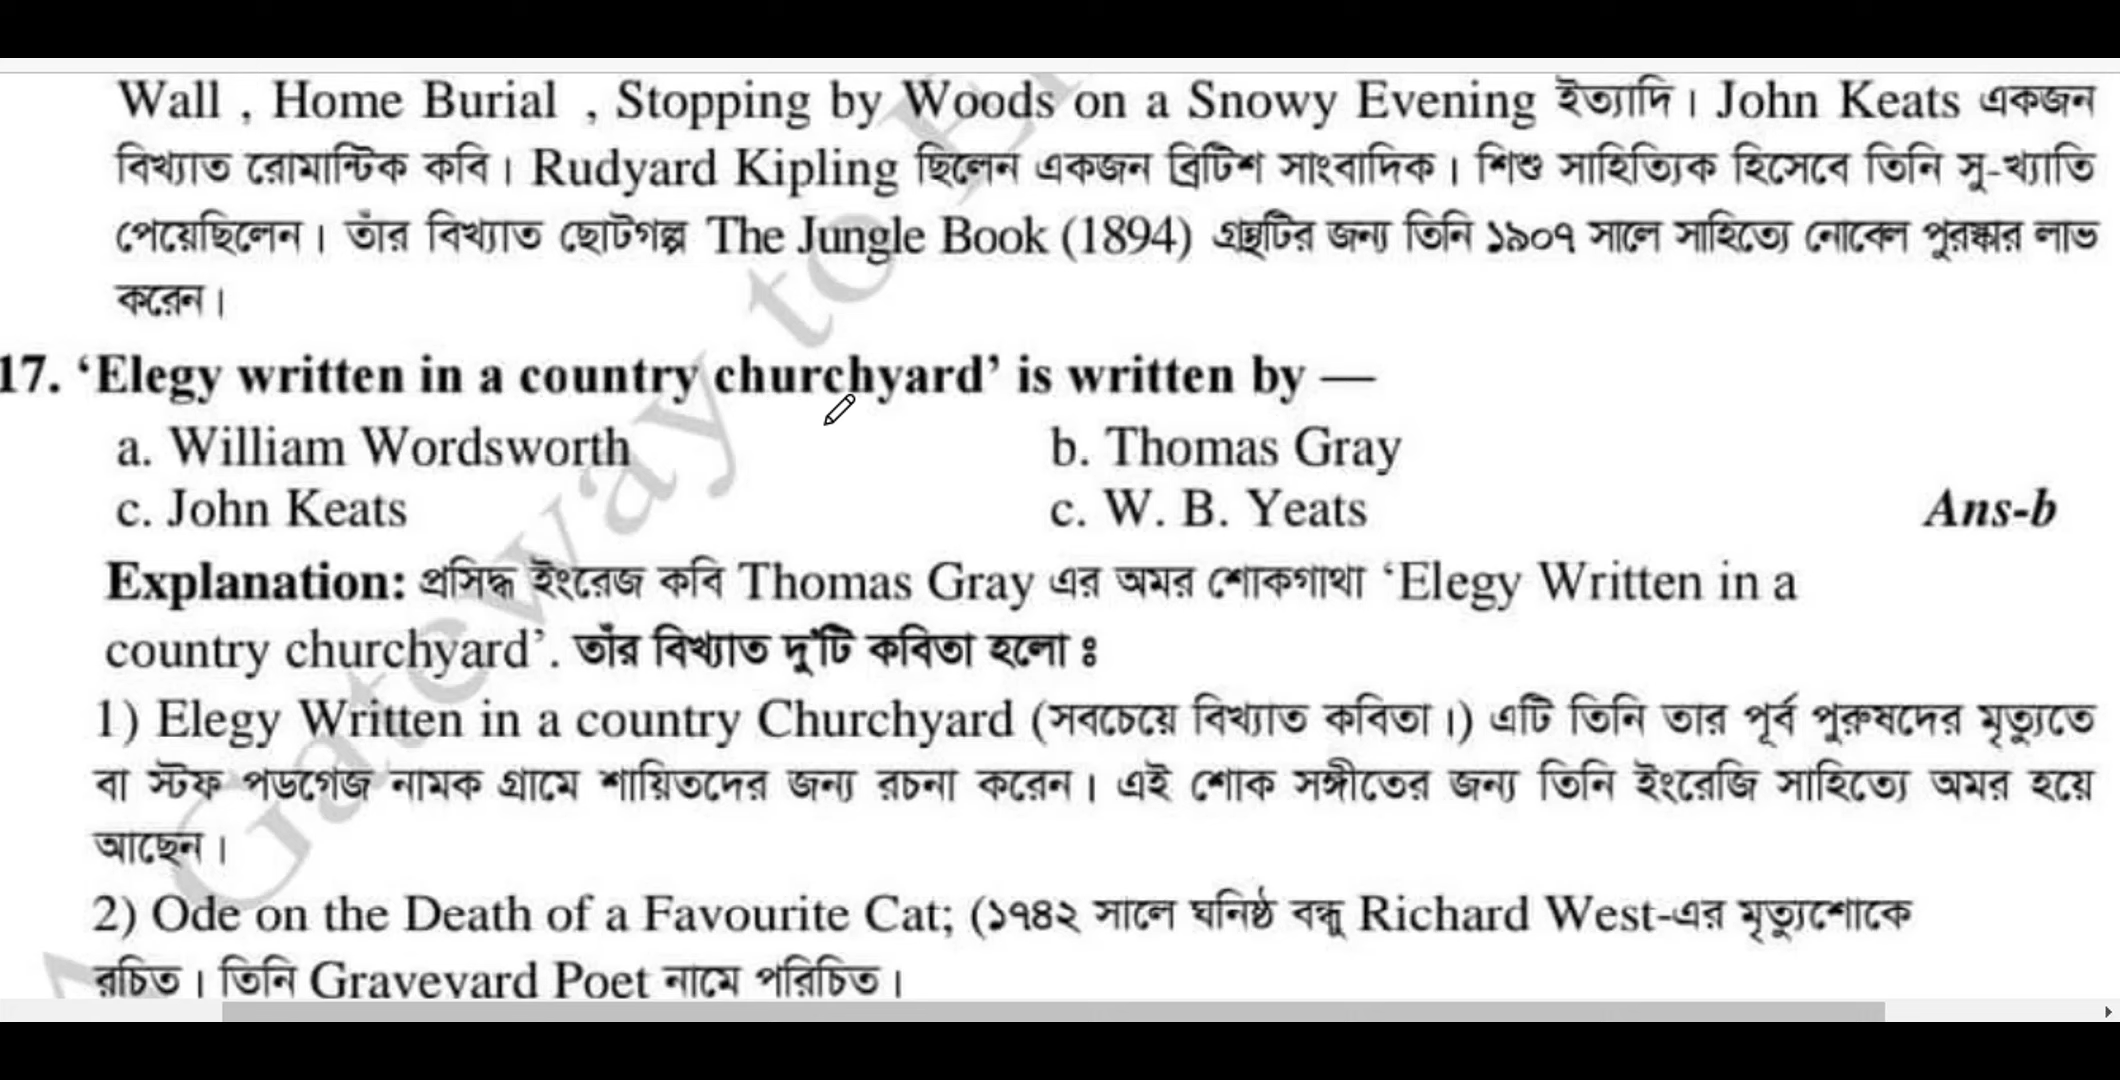 Wall , Home Burial , Stopping by Woods on a Snowy Evening ইত্যাদি । John Keats একজন
বিখ্যাত রোমান্টিক কবি । Rudyard Kipling ছিলেন একজন ব্রিটিশ সাংবাদিক । শিশু সাহিত্যিক হিসেবে তিনি সু-খ্যাতি
পেয়েছিলেন । তাঁর বিখ্যাত ছোটগল্প The Jungle Book (1894) গ্রন্থটির জন্য তিনি ১৯০৭ সালে সাহিত্যে নোবেল পুরস্কার লাভ
করেন ।
17. ‘Elegy written in a country churchyard’ is written by —
a. William Wordsworth b. Thomas Gray
c. John Keats c. W. B. Yeats Ans-b
Explanation: প্রসিদ্ধ ইংরেজ কবি Thomas Gray এর অমর শোকগাথা ‘Elegy Written in a
country churchyard’. তাঁর বিখ্যাত দু'টি কবিতা হলো ঃ
1) Elegy Written in a country Churchyard (সবচেয়ে বিখ্যাত কবিতা ।) এটি তিনি তার পূর্ব পুরুষদের মৃত্যুতে
বা স্টফ পডগেজ নামক গ্রামে শায়িতদের জন্য রচনা করেন । এই শোক সঙ্গীতের জন্য তিনি ইংরেজি সাহিত্যে অমর হয়ে
আছেন ।
2) Ode on the Death of a Favourite Cat; (১৭৪২ সালে ঘনিষ্ঠ বন্ধু Richard West-এর মৃত্যুশোকে
রচিত । তিনি Graveyard Poet নামে পরিচিত ।
A Gateway to